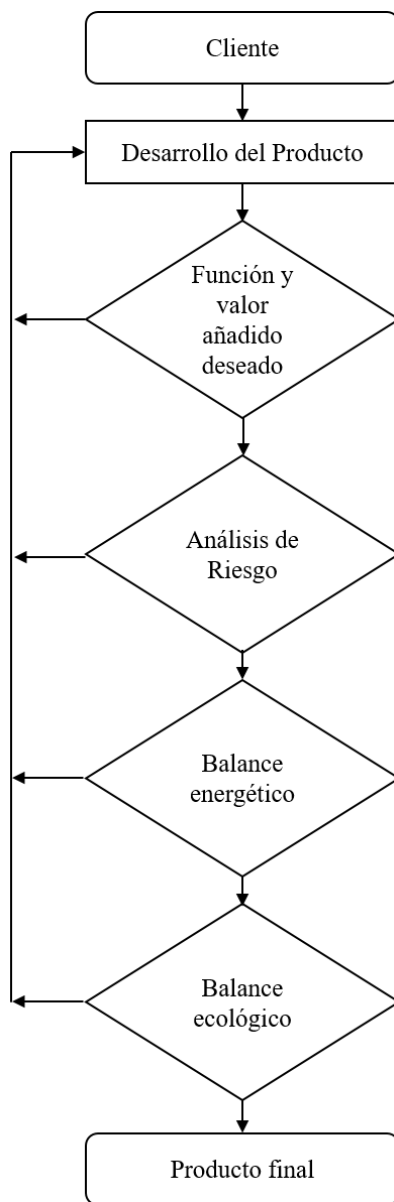 Cliente
Desarrollo del Producto
Función y
valor
añadido
deseado
Análisis de
Riesgo
Balance
energético
Balance
ecológico
Producto final